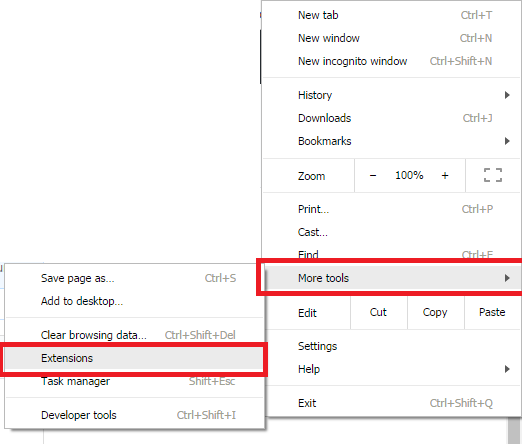 New tab Ctrl+T
New window Ctrl+N
New incognito window Ctrl+Shift+N
History
Downloads Ctrl+J
Bookmarks
Zoom − 100% +
Print... Ctrl+P
Cast...
Find... Ctrl+F
More tools
Edit Cut Copy Paste
Settings
Help
Exit Ctrl+Shift+Q
Save page as... Ctrl+S
Add to desktop...
Clear browsing data... Ctrl+Shift+Del
Extensions
Task manager Shift+Esc
Developer tools Ctrl+Shift+I